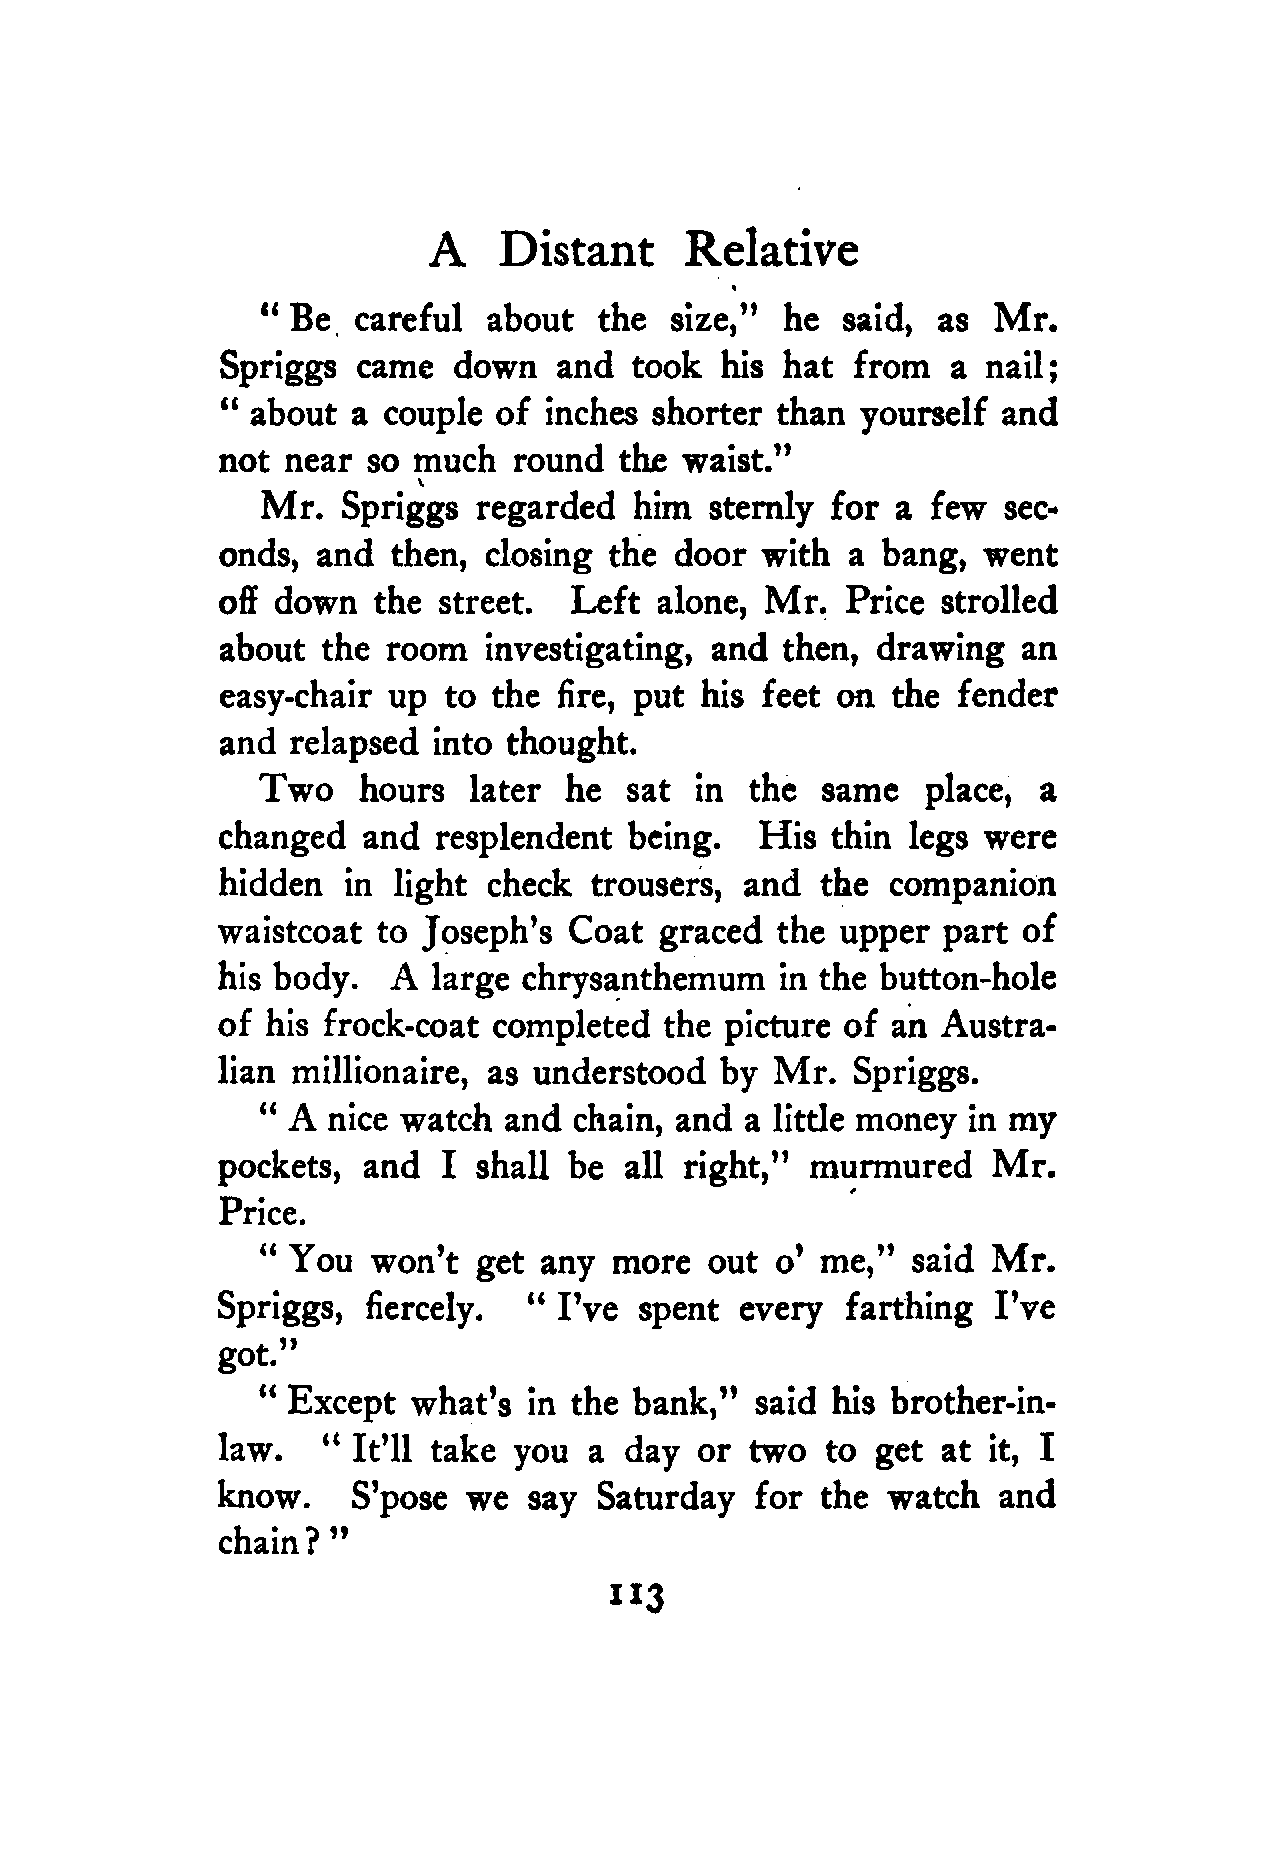 A Distant Relative
“ Be careful about the size,” he said, as Mr.
Spriggs came down and took his hat from a nail;
“ about a couple of inches shorter than yourself and
not near so much round the waist.”
Mr. Spriggs regarded him sternly for a few sec-
onds, and then, closing the door with a bang, went
off down the street. Left alone, Mr. Price strolled
about the room investigating, and then, drawing an
easy-chair up to the fire, put his feet on the fender
and relapsed into thought.
Two hours later he sat in the same place, a
changed and resplendent being. His thin legs were
hidden in light check trousers, and the companion
waistcoat to Joseph’s Coat graced the upper part of
his body. A large chrysanthemum in the button-hole
of his frock-coat completed the picture of an Austra-
lian millionaire, as understood by Mr. Spriggs.
“ A nice watch and chain, and a little money in my
pockets, and I shall be all right,” murmured Mr.
Price.
“ You won’t get any more out o’ me,” said Mr.
Spriggs, fiercely. “ I’ve spent every farthing I’ve
got.”
“ Except what’s in the bank,” said his brother-in-
law. “ It’ll take you a day or two to get at it, I
know. S’pose we say Saturday for the watch and
chain? ”
113